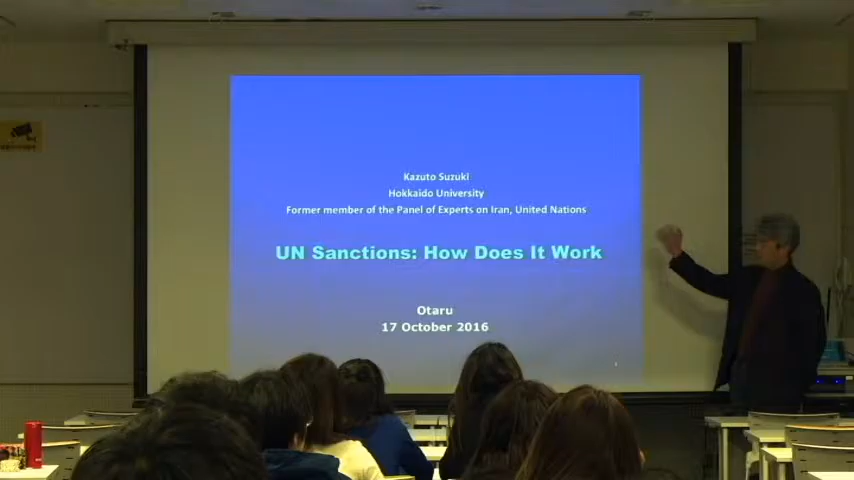 Kazuto Suzuki
Hokkaido University
Former member of the Panel of Experts on Iran, United Nations
UN Sanctions: How Does It Work
Otaru
17 October 2016